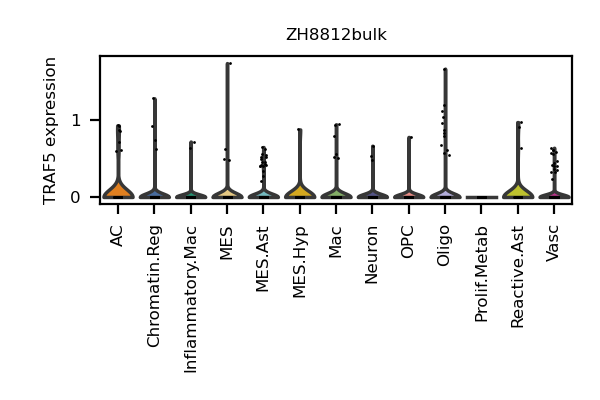 ZH8812bulk
TRAF5 expression
1
0
AC
Chromatin.Reg
Inflammatory.Mac
MES
MES.Ast
MES.Hyp
Mac
Neuron
OPC
Oligo
Prolif.Metab
Reactive.Ast
Vasc